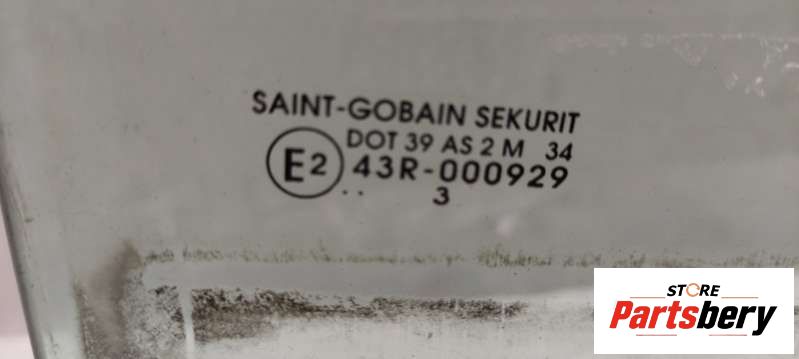 SAINT-GOBAIN SEKURIT
DOT 39 AS 2 M 34
E2 43R-000929
.. 3
STORE
Partsbery